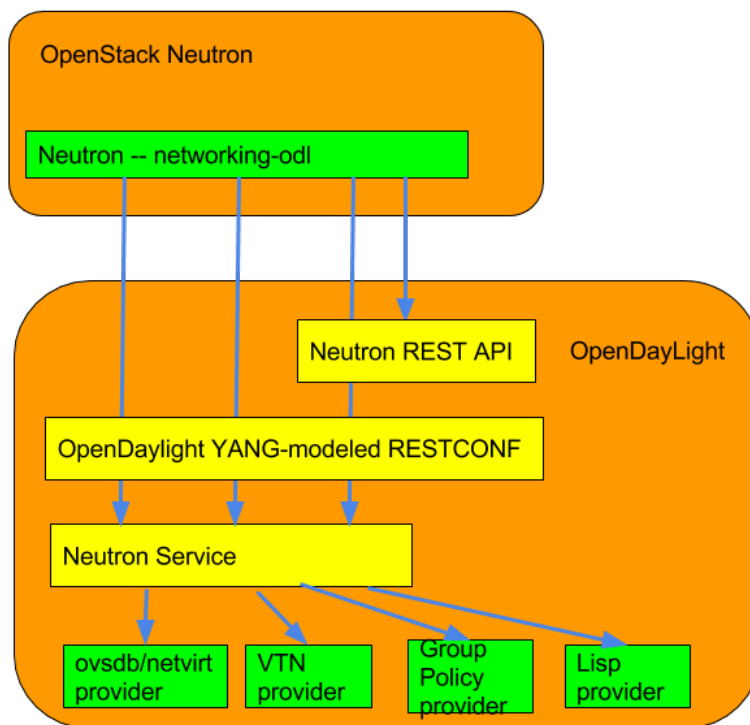 OpenStack Neutron
Neutron -- networking-odl
Neutron REST API
OpenDayLight
OpenDaylight YANG-modeled RESTCONF
Neutron Service
ovsdb/netvirt
provider
VTN
provider
Group
Policy
provider
Lisp
provider